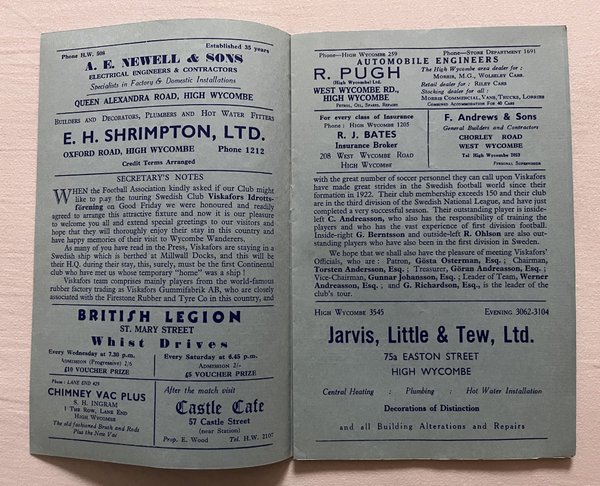 Phone H.W. 508 Established 35 years
A. E. NEWELL & SONS
ELECTRICAL ENGINEERS & CONTRACTORS
Specialists in Factory & Domestic Installations
QUEEN ALEXANDRA ROAD, HIGH WYCOMBE
BUILDERS AND DECORATORS, PLUMBERS AND HOT WATER FITTERS
E. H. SHRIMPTON, LTD.
OXFORD ROAD, HIGH WYCOMBE Phone 1212
Credit Terms Arranged
SECRETARY'S NOTES
WHEN the Football Association kindly asked if our Club might
like to play the touring Swedish Club Viskafors Idrotts-
forening on Good Friday we were honoured and readily
agreed to arrange this attractive fixture and now it is our pleasure
to welcome you all and extend special greetings to our visitors and
hope that they will thoroughly enjoy their stay in this country and
have happy memories of their visit to Wycombe Wanderers.
As many of you have read in the Press, Viskafors are staying in a
Swedish ship which is berthed at Millwall Docks, and this will be
their H.Q. during their stay, this, surely, must be the first Continental
club who have met us whose temporary "home" was a ship!
Viskafors team comprises mainly players from the world-famous
rubber factory trading as Viskafors Gummifabrik AB, who are closely
associated with the Firestone Rubber and Tyre Co in this country, and
BRITISH LEGION
ST. MARY STREET
Whist Drives
Every Wednesday at 7.30 p.m.
ADMISSION (Progressive) 2/6
£10 VOUCHER PRIZE
Every Saturday at 6.45 p.m.
ADMISSION 2/-
£5 VOUCHER PRIZE
PHONE: LANE END 425
CHIMNEY VAC PLUS
S. H. INGRAM
1 THE ROW, LANE END
HIGH WYCOMBE
The old fashioned Brush and Rods
Plus the New Vac
After the match visit
Castle Cafe
57 Castle Street
(near Station)
Prop. E. Wood Tel. H.W. 2107
PHONE—HIGH WYCOMBE 259 PHONE—STORE DEPARTMENT 1691
AUTOMOBILE ENGINEERS
R. PUGH
(High Wycombe) Ltd.
WEST WYCOMBE RD.,
HIGH WYCOMBE
PETROL, OIL, SPARES, REPAIRS
The High Wycombe area dealer for:
MORRIS, M.G., WOLSELEY CARS.
Retail dealer for: RILEY CARS
Stocking dealer for all:
MORRIS COMMERCIAL, VANS, TRUCKS, LORRIES
COVERED ACCOMMODATION FOR 40 CARS
For every class of Insurance
PHONE: HIGH WYCOMBE 1205
R. J. BATES
Insurance Broker
208 WEST WYCOMBE ROAD
HIGH WYCOMBE
F. Andrews & Sons
General Builders and Contractors
CHORLEY ROAD
WEST WYCOMBE
Tel High Wycombe
PERSONAL SUPERVISION
with the great number of soccer personnel they can call upon Viskafors
have made great strides in the Swedish football world since their
formation in 1922. Their club membership exceeds 150 and their club
are in the third division of the Swedish National League, and have just
completed a very successful season. Their outstanding player is inside-
left C. Andreasson, who also has the responsibility of training the
players and who has the vast experience of first division football.
Inside-right G. Berntsson and outside-left R. Ohlson are also out-
standing players who have also been in the first division in Sweden.
We hope that we shall also have the pleasure of meeting Viskafors'
Officials, who are: Patron, Gösta Osterman, Esq.; Chairman,
Torsten Anderson, Esq.; Treasurer, Göran Andreasson, Esq.;
Vice-Chairman, Gunnar Johansson, Esq.; Leader of Team, Werner
Andreasson, Esq.; and G. Richardson, Esq., is the leader of the
club's tour.
HIGH WYCOMBE 3545 EVENING 3062-3104
Jarvis, Little & Tew, Ltd.
75a EASTON STREET
HIGH WYCOMBE
Central Heating : Plumbing : Hot Water Installation
Decorations of Distinction
and all Building Alterations and Repairs